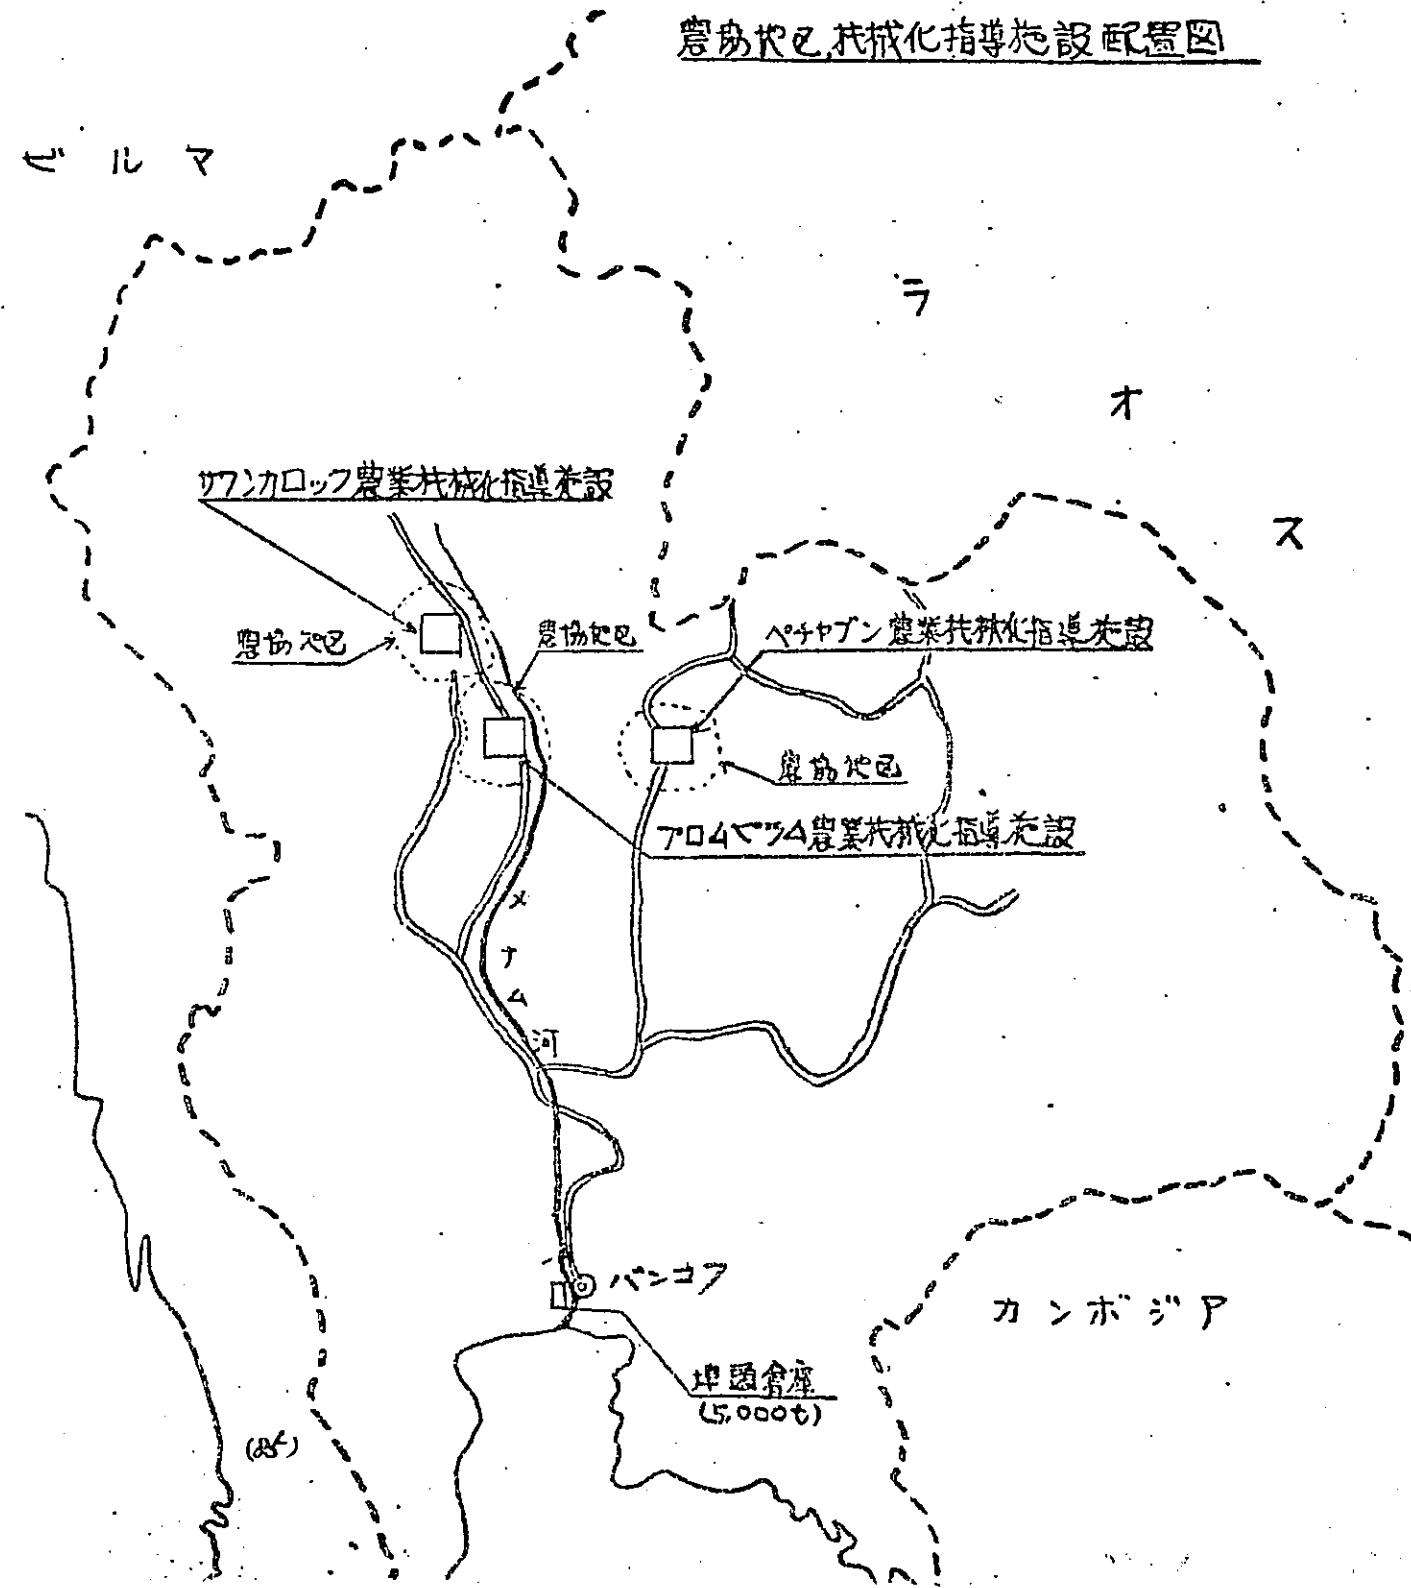 農協地区,機械化指導施設配置図
ビルマ
ラオス
サワンカロック農業機械化指導施設
農協地区
農協地区
ペチャブン農業機械化指導施設
農協地区
プロムピラム農業機械化指導施設
メナム河
バンコク
カンボジア
埠頭倉庫
(5,000t)